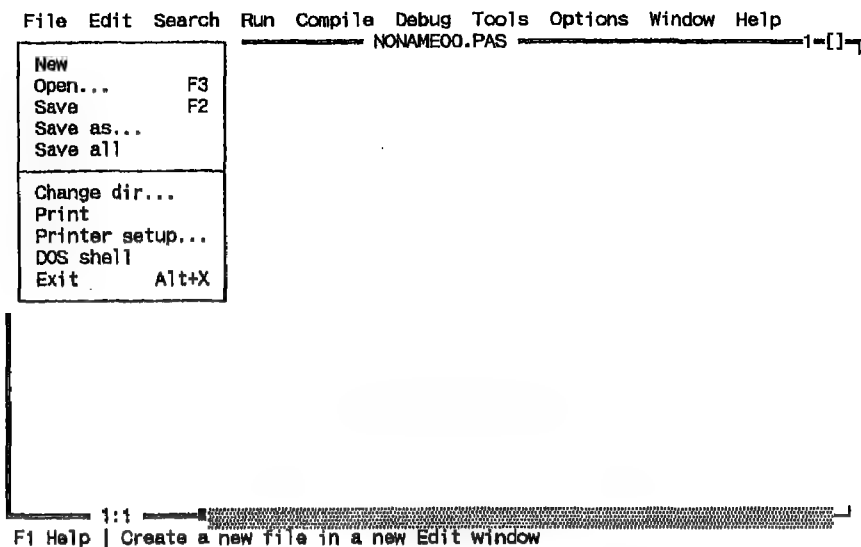 File Edit Search Run Compile Debug Tools Options Window Help
NONAME00.PAS 1=[]
New
Open... F3
Save F2
Save as...
Save all
Change dir...
Print
Printer setup...
DOS shell
Exit Alt+X
1:1
F1 Help | Create a new file in a new Edit window